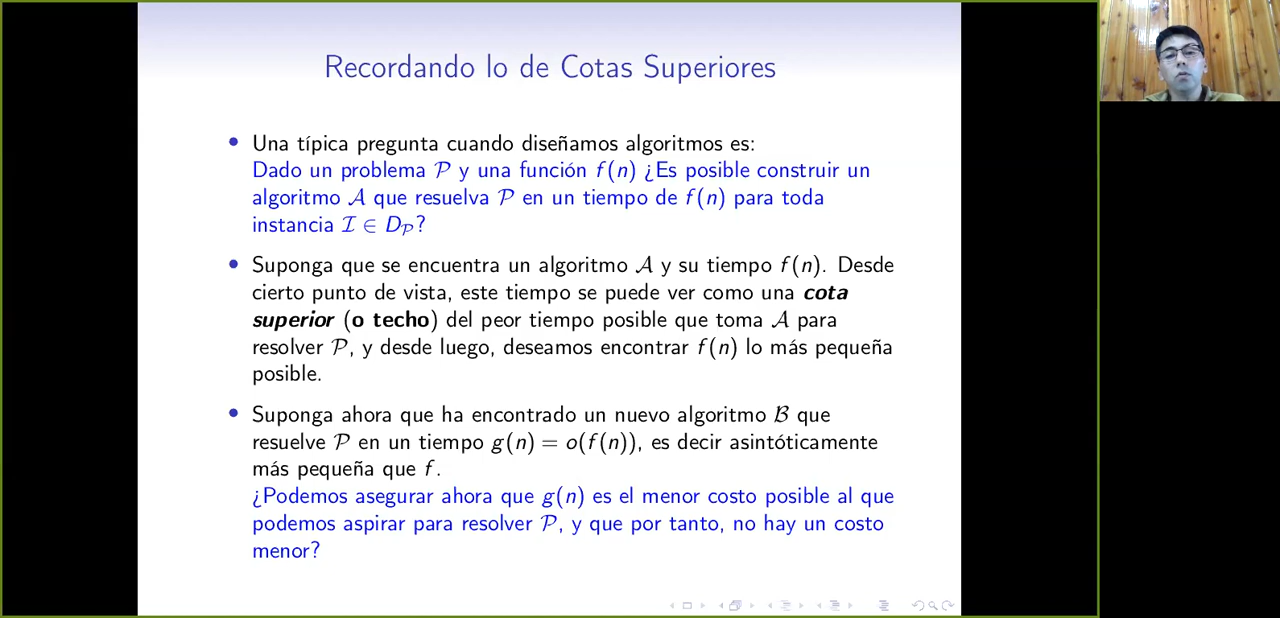 Recordando lo de Cotas Superiores
• Una típica pregunta cuando diseñamos algoritmos es:
Dado un problema 𝒫 y una función f(n) ¿Es posible construir un
algoritmo 𝒜 que resuelva 𝒫 en un tiempo de f(n) para toda
instancia ℐ ∈ D𝒫?
• Suponga que se encuentra un algoritmo 𝒜 y su tiempo f(n). Desde
cierto punto de vista, este tiempo se puede ver como una cota
superior (o techo) del peor tiempo posible que toma 𝒜 para
resolver 𝒫, y desde luego, deseamos encontrar f(n) lo más pequeña
posible.
• Suponga ahora que ha encontrado un nuevo algoritmo ℬ que
resuelve 𝒫 en un tiempo g(n) = o(f(n)), es decir asintóticamente
más pequeña que f.
¿Podemos asegurar ahora que g(n) es el menor costo posible al que
podemos aspirar para resolver 𝒫, y que por tanto, no hay un costo
menor?